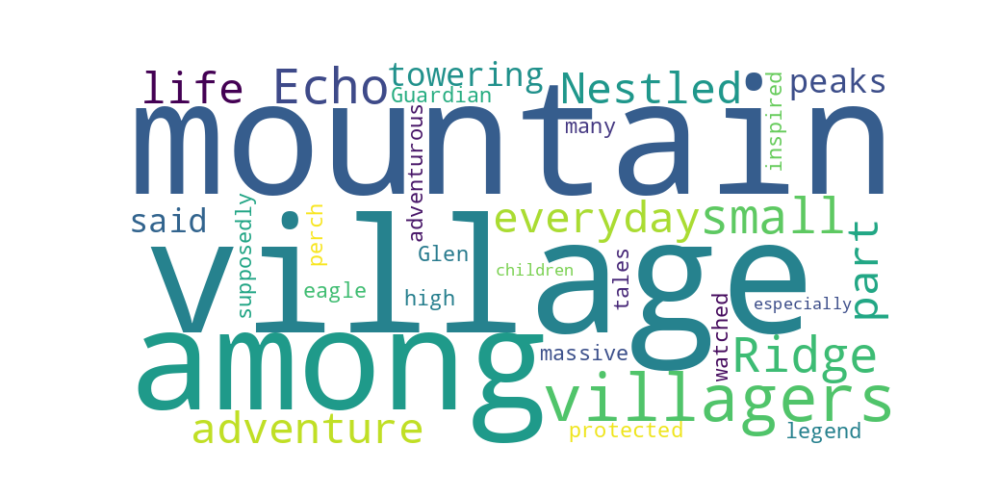 life
Echo
towering
Guardian
Nestled
inspired
peaks
mountain
many
adventurous
said
supposedly
perch
everyday
small
part
village
Glen
children
eagle
high
tales
especially
among
massive
watched
Ridge
villagers
adventure
protected
legend